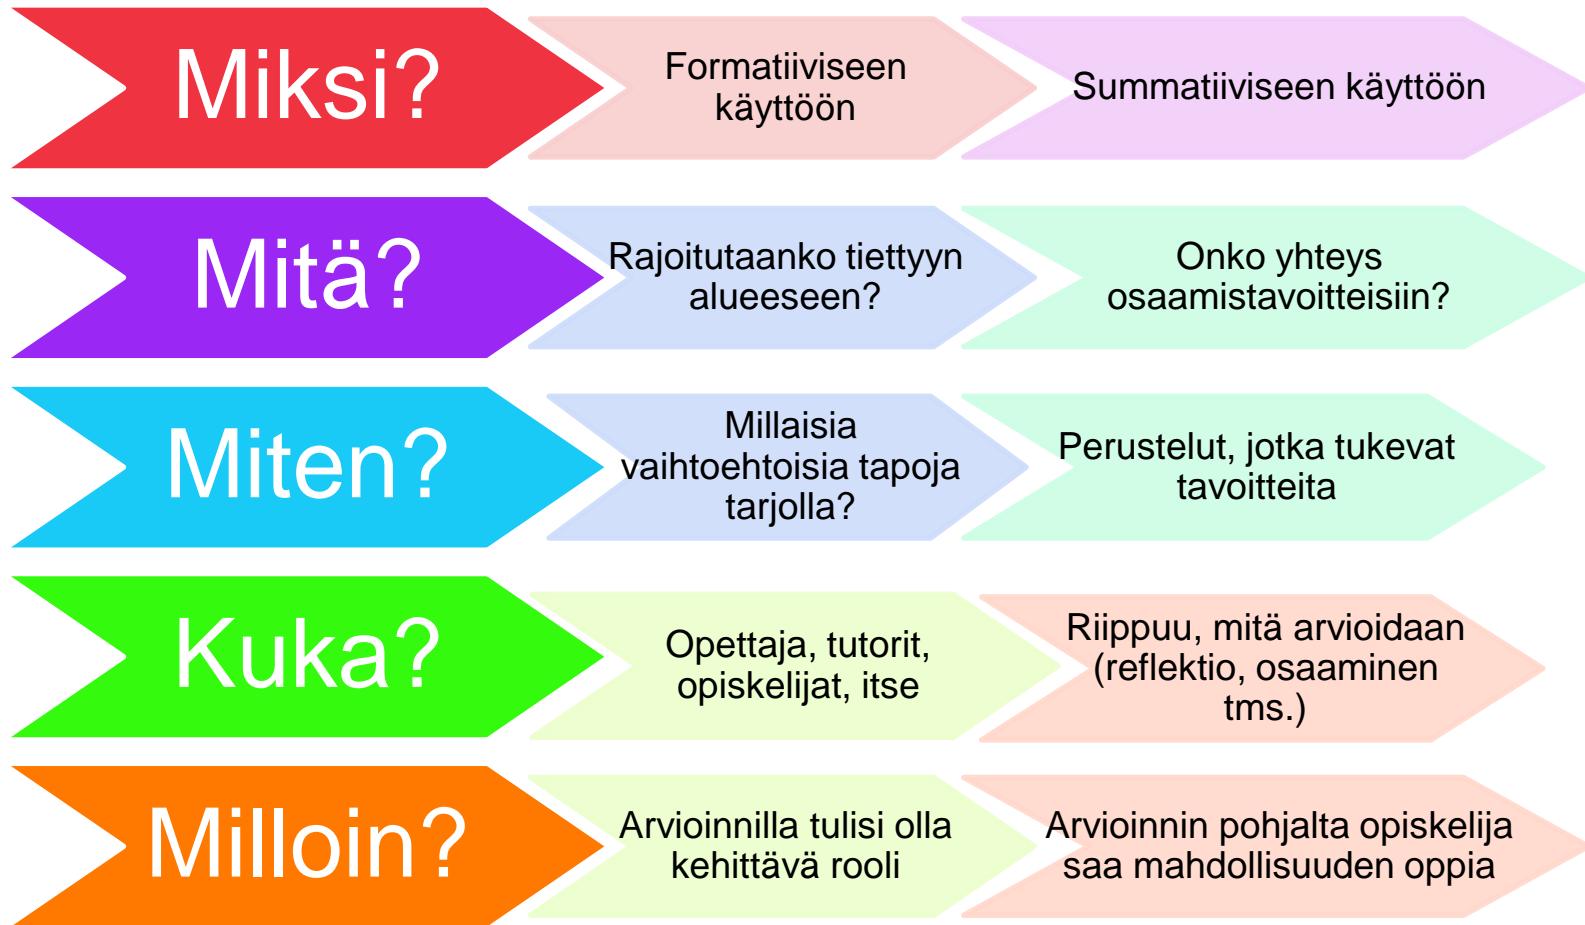 Miksi?
Formatiiviseen
käyttöön
Summatiiviseen käyttöön
Mitä?
Rajoitutaanko tiettyyn
alueeseen?
Onko yhteys
osaamistavoitteisiin?
Miten?
Millaisia
vaihtoehtoisia tapoja
tarjolla?
Perustelut, jotka tukevat
tavoitteita
Kuka?
Opettaja, tutorit,
opiskelijat, itse
Riippuu, mitä arvioidaan
(reflektio, osaaminen
tms.)
Milloin?
Arvioinnilla tulisi olla
kehittävä rooli
Arvioinnin pohjalta opiskelija
saa mahdollisuuden oppia